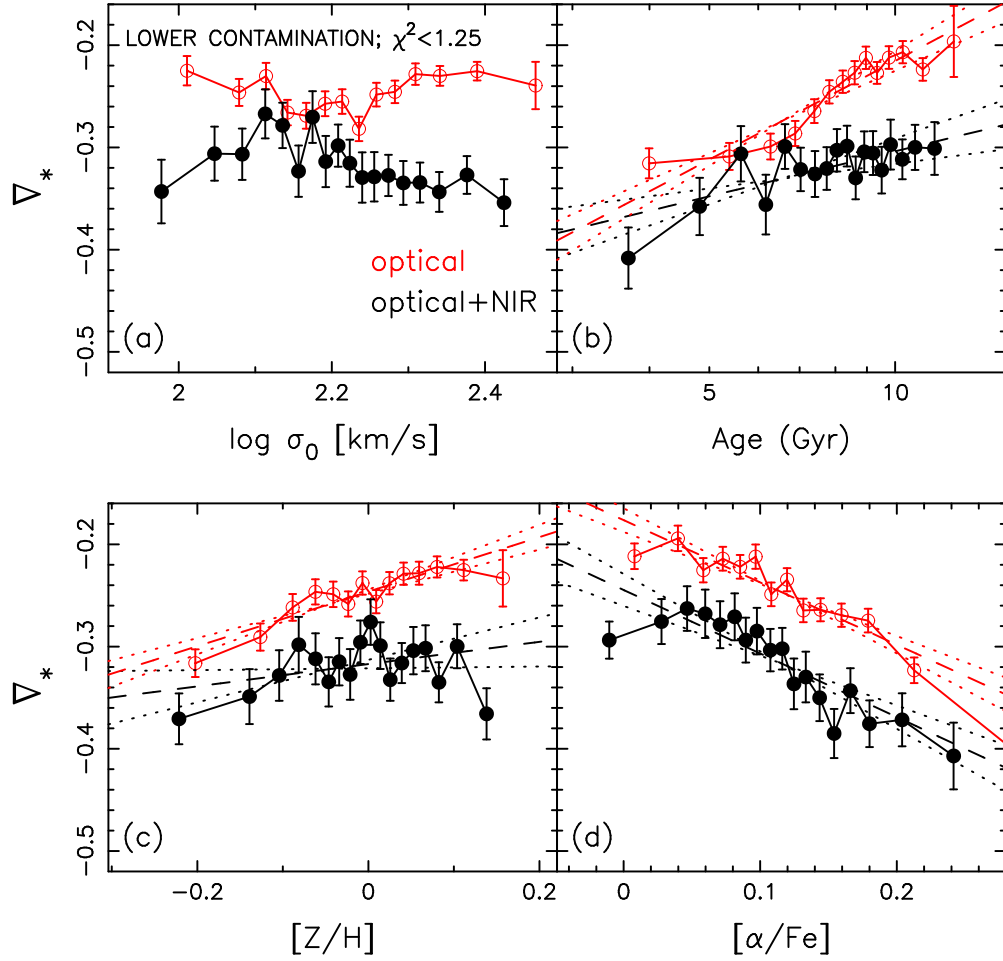 LOWER CONTAMINATION; χ²<1.25
∇*
−0.2
−0.3
−0.4
−0.5
optical
optical+NIR
(a)
(b)
2
2.2
2.4
5
10
log σ₀ [km/s]
Age (Gyr)
∇*
−0.2
−0.3
−0.4
−0.5
(c)
(d)
−0.2
0
0.2
0
0.1
0.2
[Z/H]
[α/Fe]